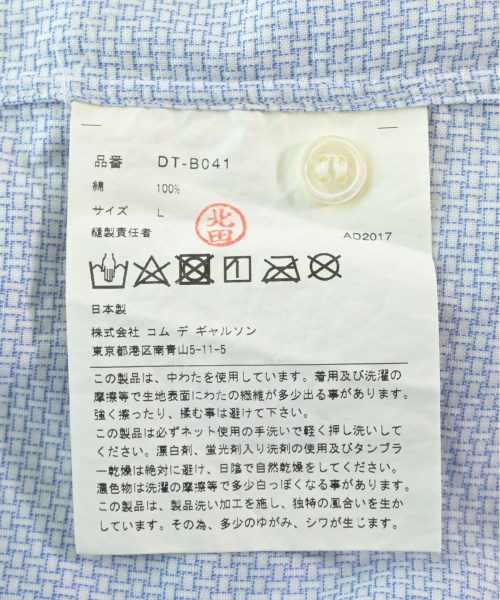 品番 DT-B041
綿 100%
サイズ L
縫製責任者 北田
AD2017
日本製
株式会社 コム デ ギャルソン
東京都港区南青山5-11-5
この製品は、中わたを使用しています。着用及び洗濯の
摩擦等で生地表面にわたの繊維が多少出る事があります。
強く擦ったり、揉む事は避けて下さい。
この製品は必ずネット使用の手洗いで軽く押し洗いして
ください。漂白剤、蛍光剤入り洗剤の使用及びタンブラ
ー乾燥は絶対に避け、日陰で自然乾燥をしてください。
濃色物は洗濯の摩擦等で多少白っぽくなる事があります。
この製品は、製品洗い加工を施し、独特の風合いを生か
しています。その為、多少のゆがみ、シワが生じます。